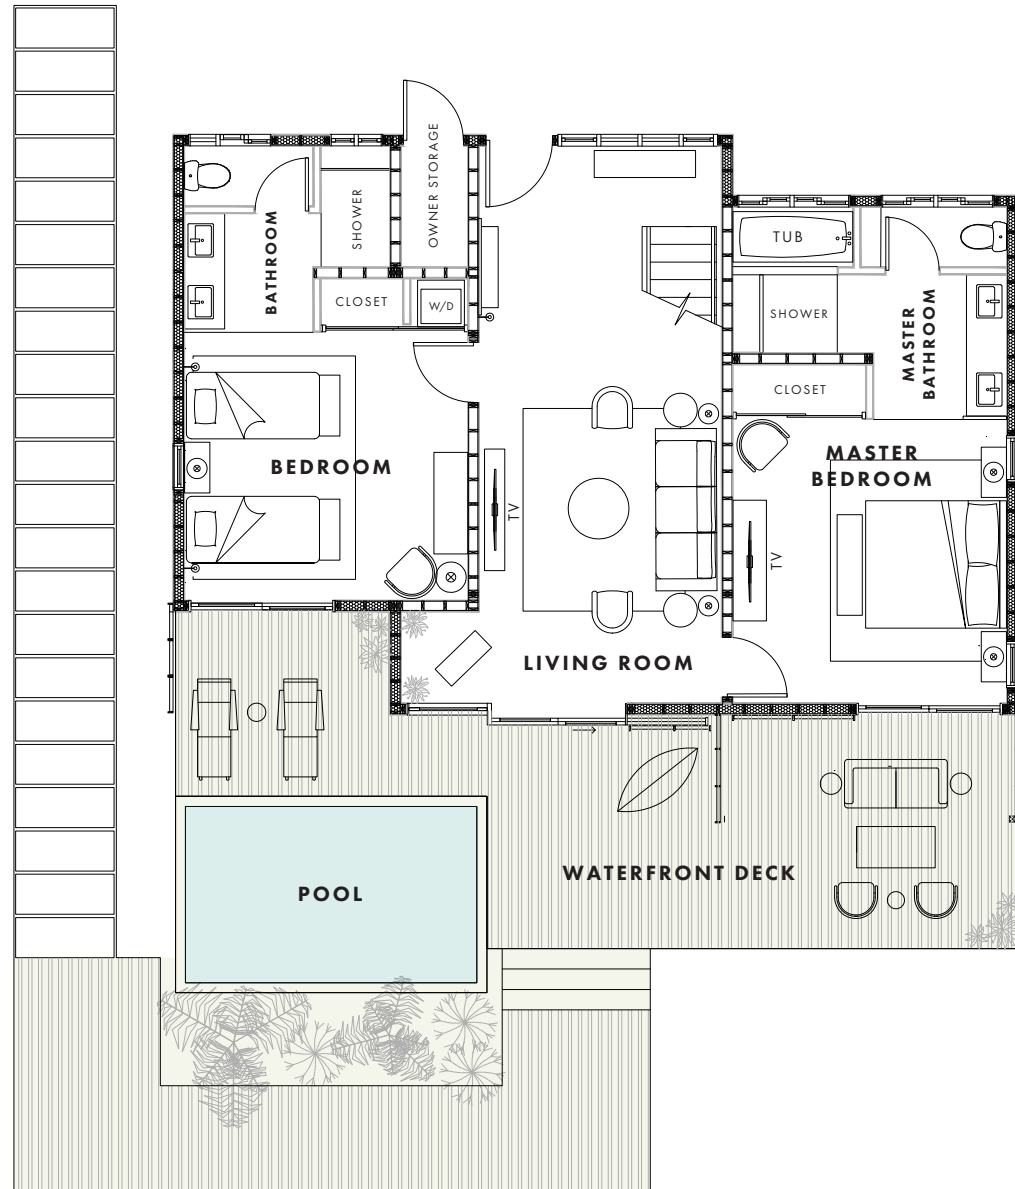 OWNER STORAGE
SHOWER
BATHROOM
TUB
CLOSET
W/D
SHOWER
MASTER
BATHROOM
CLOSET
BEDROOM
MASTER
BEDROOM
TV
TV
LIVING ROOM
WATERFRONT DECK
POOL